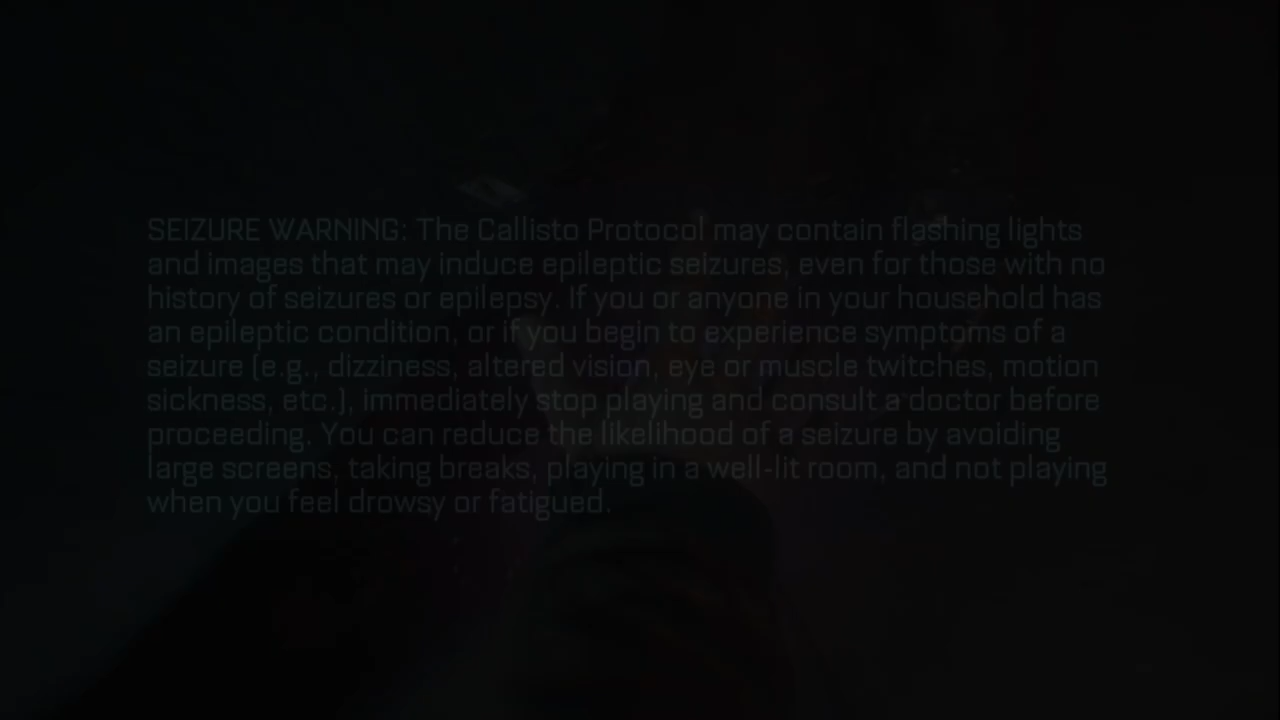 SEIZURE WARNING: The Callisto Protocol may contain flashing lights
and images that may induce epileptic seizures, even for those with no
history of seizures or epilepsy. If you or anyone in your household has
an epileptic condition, or if you begin to experience symptoms of a
seizure (e.g., dizziness, altered vision, eye or muscle twitches, motion
sickness, etc.), immediately stop playing and consult a doctor before
proceeding. You can reduce the likelihood of a seizure by avoiding
large screens, taking breaks, playing in a well-lit room, and not playing
when you feel drowsy or fatigued.